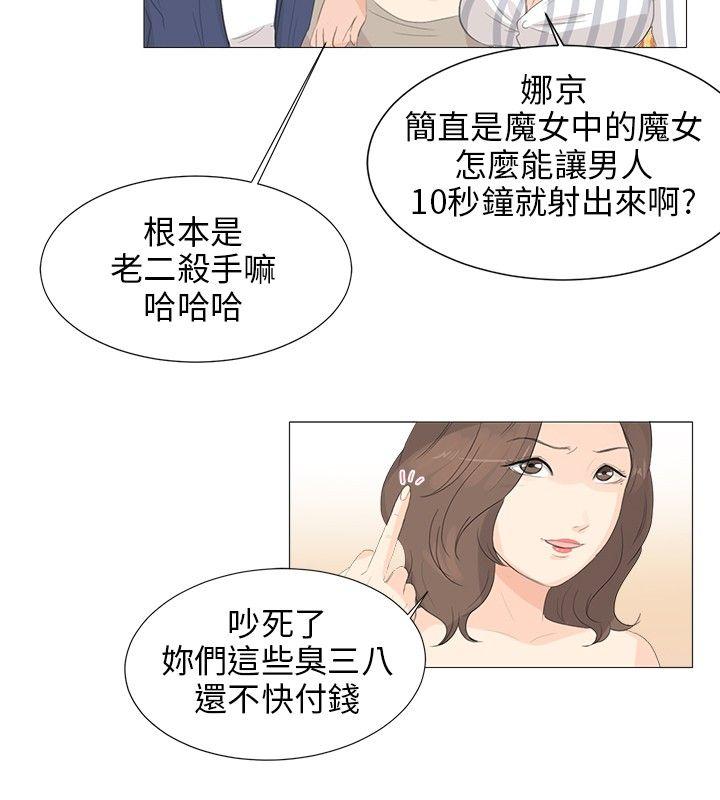 娜京
簡直是魔女中的魔女
怎麼能讓男人
10秒鐘就射出來啊?
根本是
老二殺手嘛
哈哈哈
吵死了
妳們這些臭三八
還不快付錢